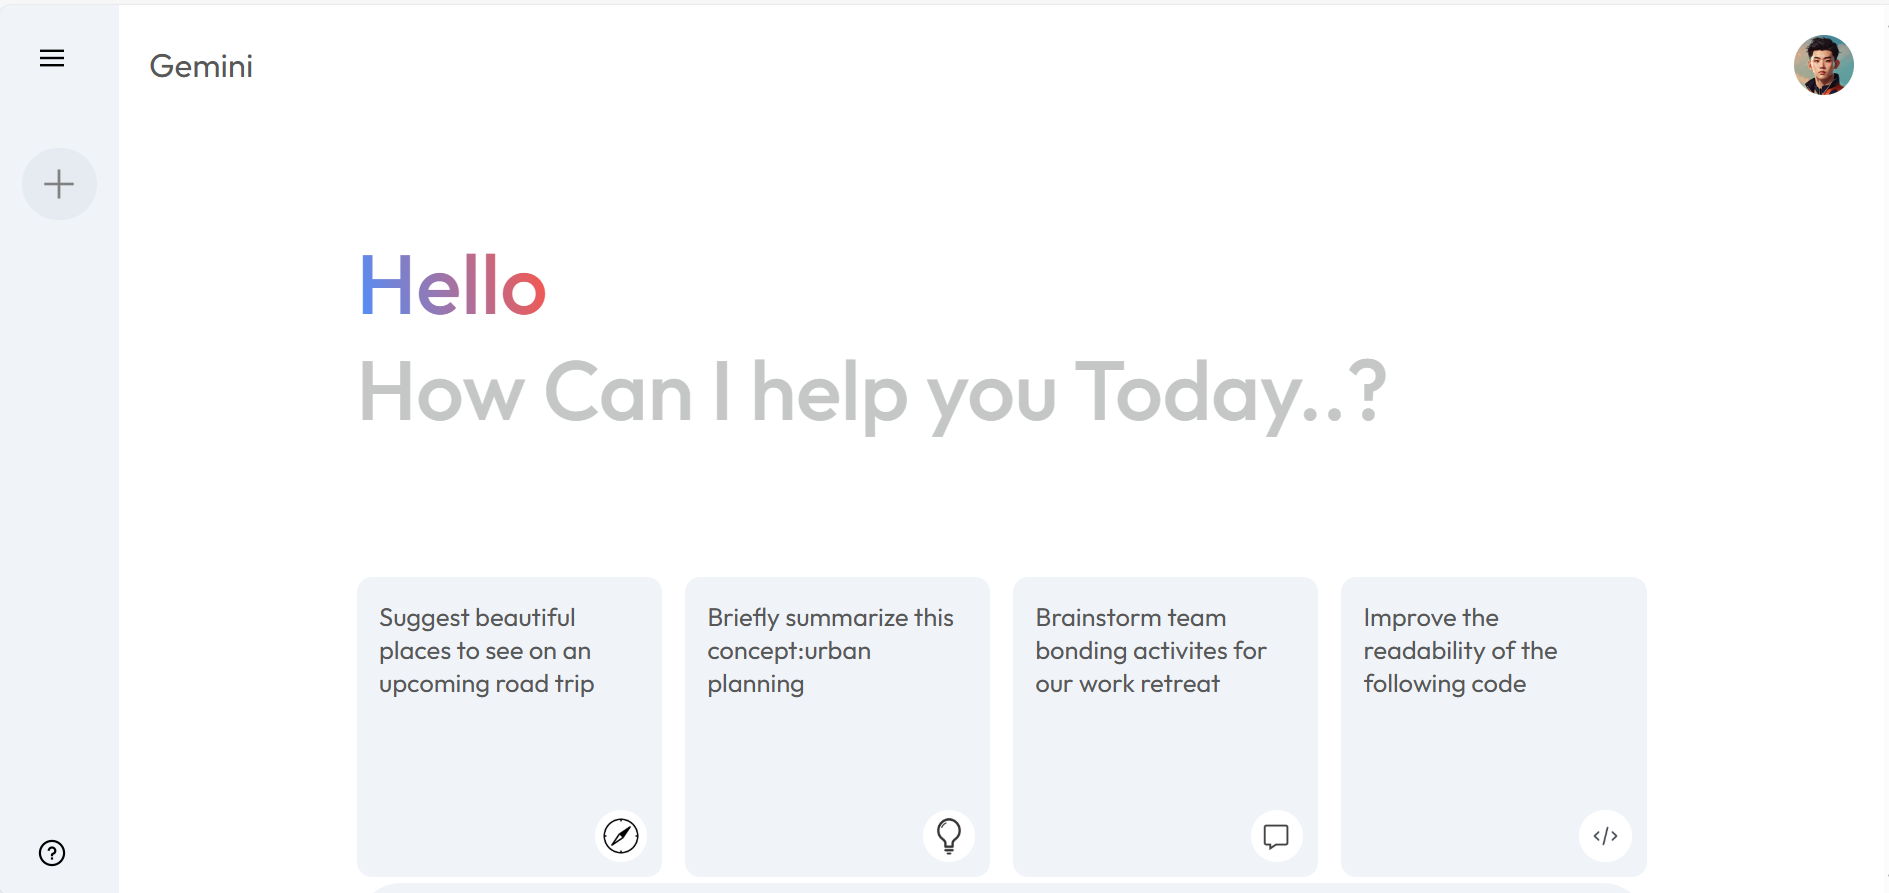 Gemini
Hello
How Can I help you Today..?
Suggest beautiful
places to see on an
upcoming road trip
Briefly summarize this
concept:urban
planning
Brainstorm team
bonding activites for
our work retreat
Improve the
readability of the
following code